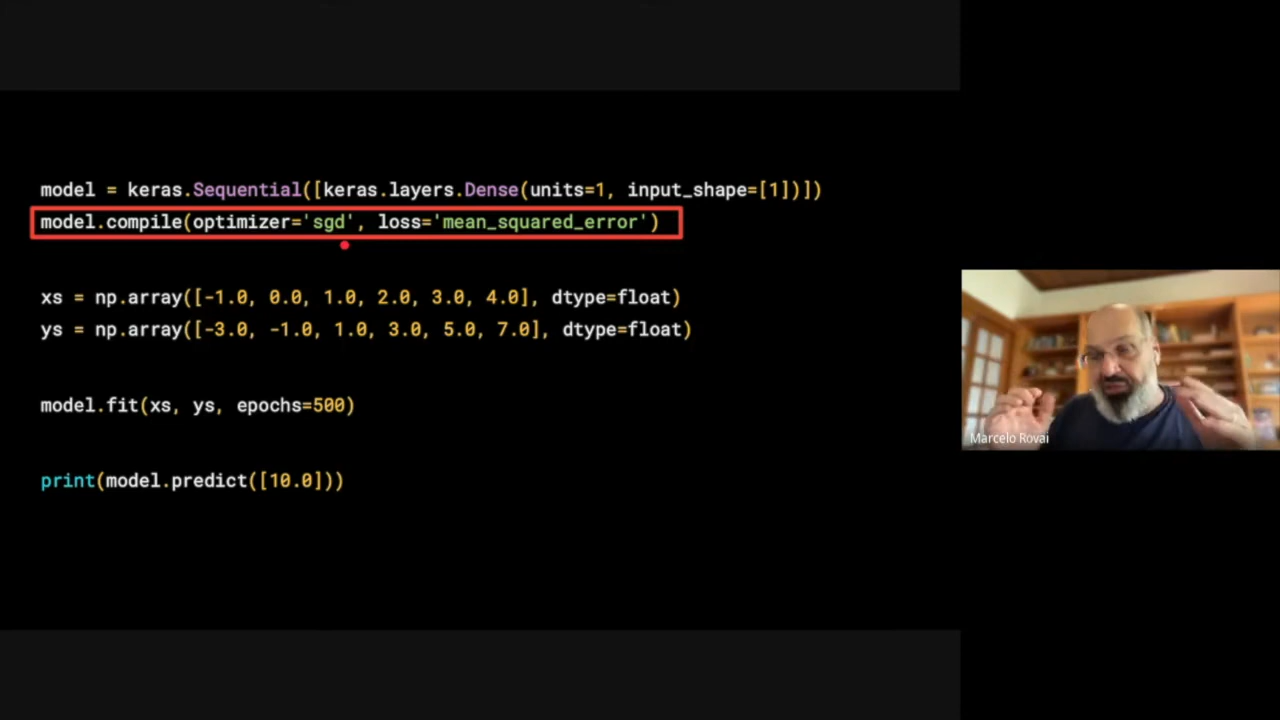 model = keras.Sequential([keras.layers.Dense(units=1, input_shape=[1])])
model.compile(optimizer='sgd', loss='mean_squared_error')
xs = np.array([-1.0, 0.0, 1.0, 2.0, 3.0, 4.0], dtype=float)
ys = np.array([-3.0, -1.0, 1.0, 3.0, 5.0, 7.0], dtype=float)
model.fit(xs, ys, epochs=500)
print(model.predict([10.0]))
Marcelo Rovai